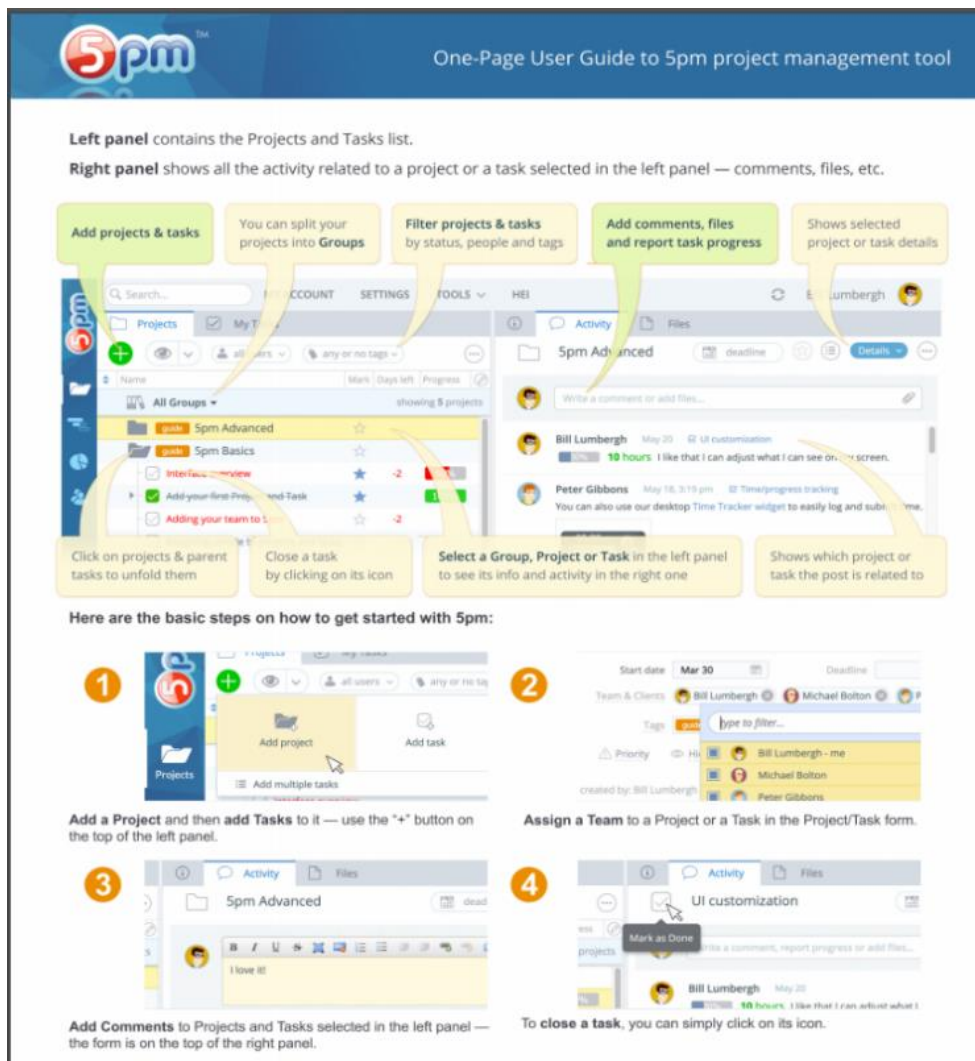 5pm™
One-Page User Guide to 5pm project management tool
Left panel contains the Projects and Tasks list.
Right panel shows all the activity related to a project or a task selected in the left panel — comments, files, etc.
Add projects & tasks
You can split your
projects into Groups
Filter projects & tasks
by status, people and tags
Add comments, files
and report task progress
Shows selected
project or task details
5pm
Search...
ACCOUNT SETTINGS TOOLS HEL
Lumbergh
Projects
My T
all users
any or no tags
Name Mark Days left Progress
All Groups
showing 5 projects
guide 5pm Advanced
guide 5pm Basics
Interface overview -2
Add your first Project and Task
Adding your team to -2
Activity Files
5pm Advanced deadline Details
Write a comment or add files...
Bill Lumbergh May 20 UI customization
10 hours I like that I can adjust what I can see on my screen.
Peter Gibbons May 18, 3:19 pm Time/progress tracking
You can also use our desktop Time Tracker widget to easily log and submit time.
Click on projects & parent
tasks to unfold them
Close a task
by clicking on its icon
Select a Group, Project or Task in the left panel
to see its info and activity in the right one
Shows which project or
task the post is related to
Here are the basic steps on how to get started with 5pm:
1
Projects My Tasks
all users any or no tag
Add project
Add task
Add multiple tasks
Projects
Add a Project and then add Tasks to it — use the "+" button on
the top of the left panel.
2
Start date Mar 30 Deadline
Team & Clients Bill Lumbergh Michael Bolton P
Tags
type to filter...
Priority
Bill Lumbergh - me
Michael Bolton
created by: Bill Lumbergh
Peter Gibbons
Assign a Team to a Project or a Task in the Project/Task form.
3
Activity Files
5pm Advanced dead
B I U S
I love it!
Add Comments to Projects and Tasks selected in the left panel —
the form is on the top of the right panel.
4
Activity Files
UI customization
Mark as Done
projects
Write a comment, report progress or add files...
Bill Lumbergh May 20
10 hours I like that I can adjust what I
To close a task, you can simply click on its icon.